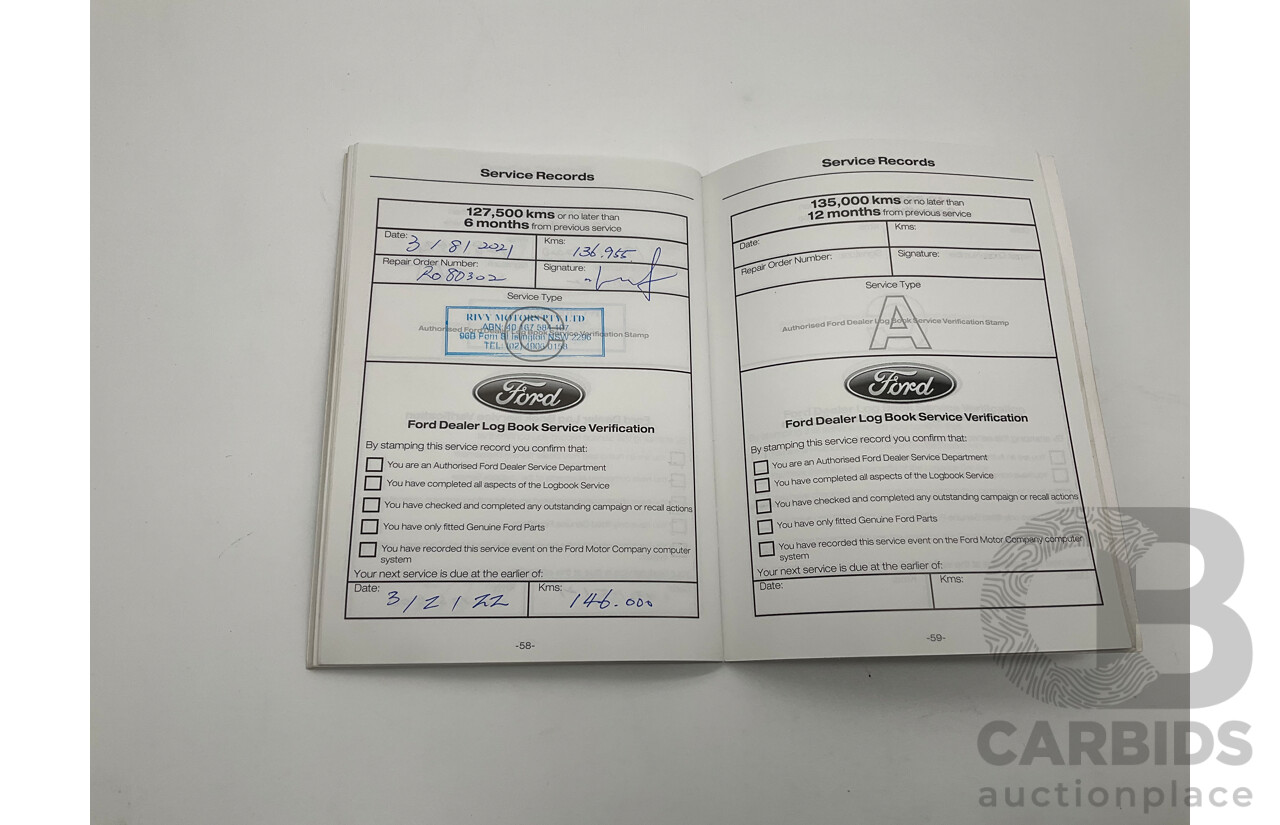 Service Records
127,500 kms or no later than
6 months from previous service
Date: 3/8/2021
Kms: 136.955
Repair Order Number: RO 80302
Signature:
Service Type
C
Authorised Ford Dealer Log Book Service Verification Stamp
RIVY MOTORS PTY LTD
ABN: 40 167 584
NSW
TEL: (02)
Ford
Ford Dealer Log Book Service Verification
By stamping this service record you confirm that:
You are an Authorised Ford Dealer Service Department
You have completed all aspects of the Logbook Service
You have checked and completed any outstanding campaign or recall actions
You have only fitted Genuine Ford Parts
You have recorded this service event on the Ford Motor Company computer
system
Your next service is due at the earlier of:
Date: 3/2/22
Kms: 146.000
-58-
Service Records
135,000 kms or no later than
12 months from previous service
Date:
Kms:
Repair Order Number:
Signature:
Service Type
A
Authorised Ford Dealer Log Book Service Verification Stamp
Ford
Ford Dealer Log Book Service Verification
By stamping this service record you confirm that:
You are an Authorised Ford Dealer Service Department
You have completed all aspects of the Logbook Service
You have checked and completed any outstanding campaign or recall actions
You have only fitted Genuine Ford Parts
You have recorded this service event on the Ford Motor Company computer
system
Your next service is due at the earlier of:
Date:
Kms:
-59-
CB
CARBIDS
auctionplace